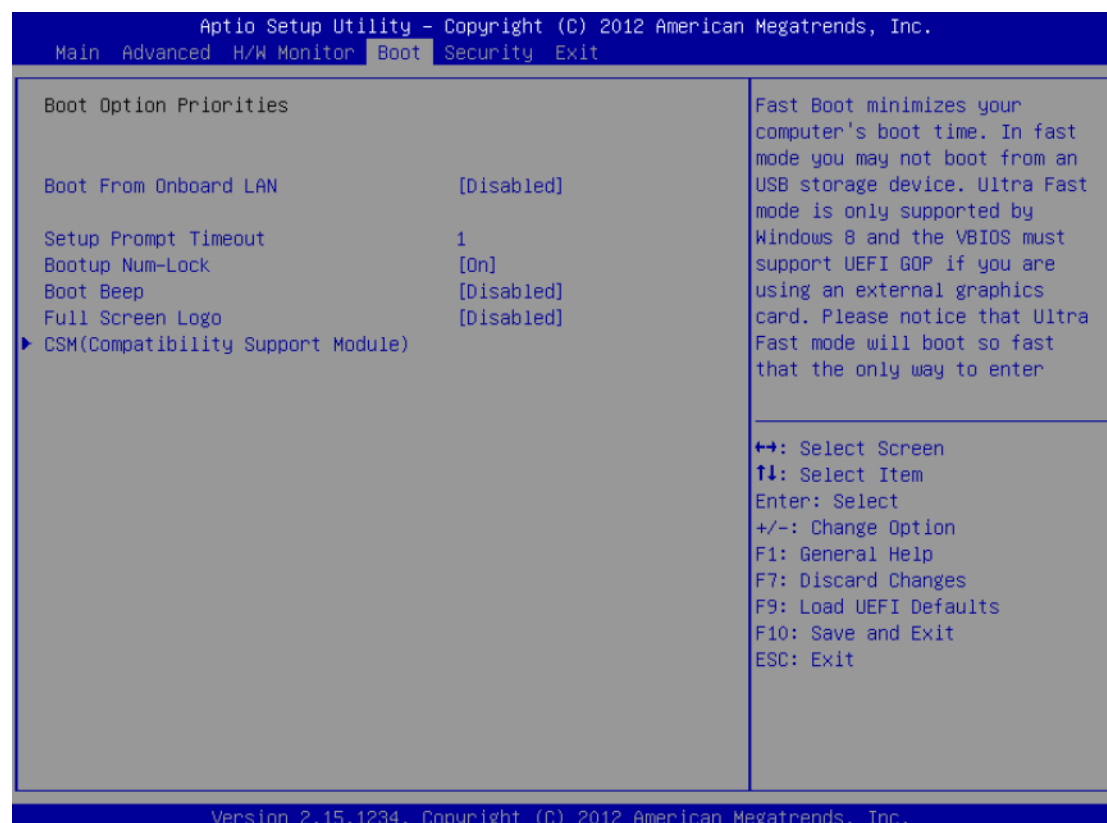 Aptio Setup Utility – Copyright (C) 2012 American Megatrends, Inc.
Main Advanced H/W Monitor Boot Security Exit
Boot Option Priorities
Boot From Onboard LAN [Disabled]
Setup Prompt Timeout 1
Bootup Num-Lock [On]
Boot Beep [Disabled]
Full Screen Logo [Disabled]
CSM(Compatibility Support Module)
Fast Boot minimizes your
computer's boot time. In fast
mode you may not boot from an
USB storage device. Ultra Fast
mode is only supported by
Windows 8 and the VBIOS must
support UEFI GOP if you are
using an external graphics
card. Please notice that Ultra
Fast mode will boot so fast
that the only way to enter
↔: Select Screen
↑↓: Select Item
Enter: Select
+/-: Change Option
F1: General Help
F7: Discard Changes
F9: Load UEFI Defaults
F10: Save and Exit
ESC: Exit
Version 2.15.1234. Copyright (C) 2012 American Megatrends, Inc.